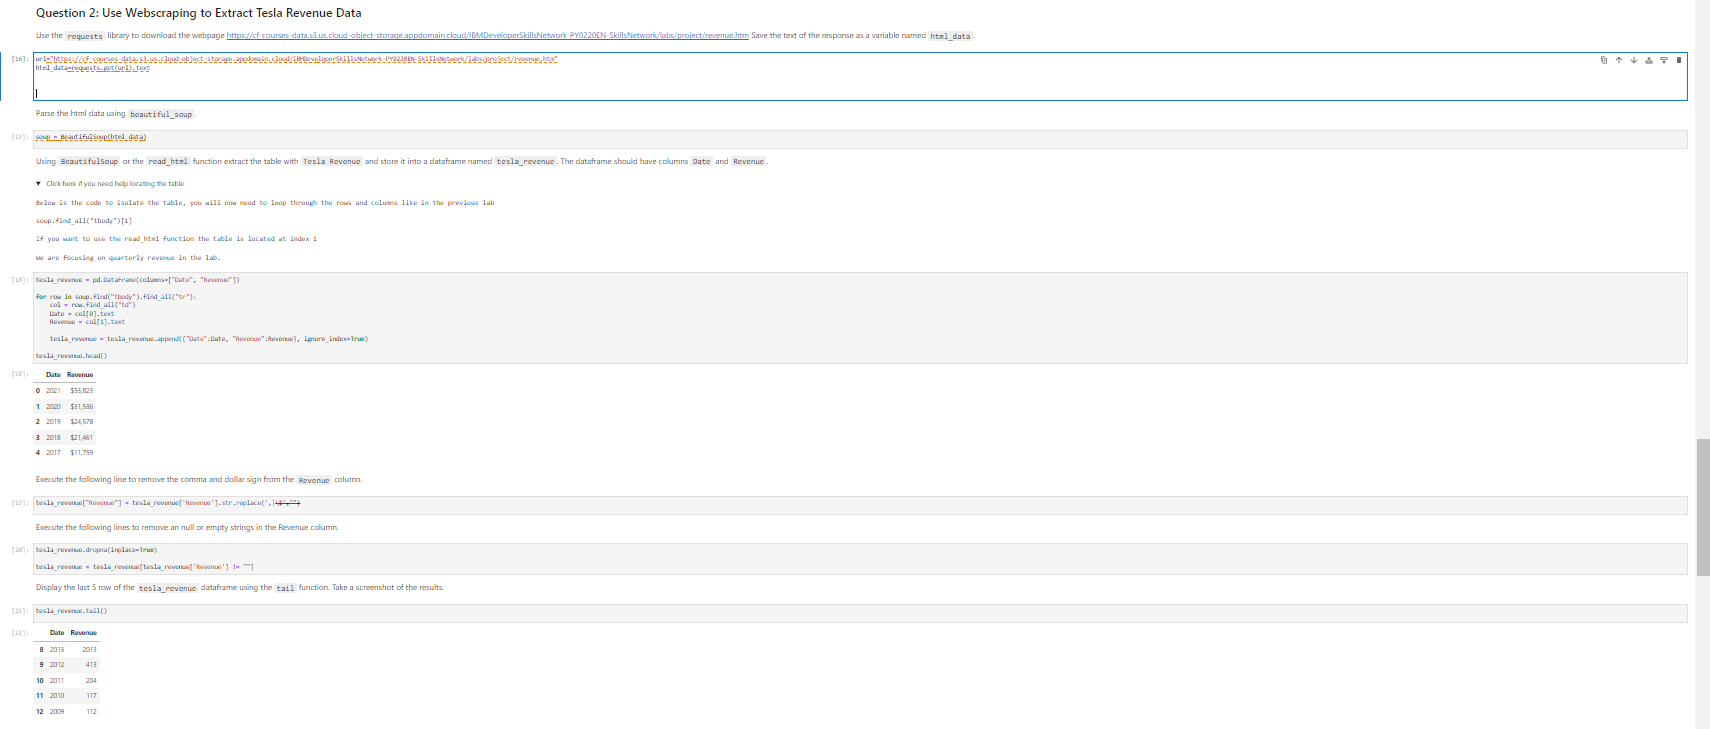 Question 2: Use Webscraping to Extract Tesla Revenue Data
Use the requests library to download the webpage https://cf-courses-data.s3.us.cloud-object-storage.appdomain.cloud/IBMDeveloperSkillsNetwork-PY0220EN-SkillsNetwork/labs/project/revenue.htm Save the text of the response as a variable named html_data.
[16]: url="https://cf-courses-data.s3.us.cloud-object-storage.appdomain.cloud/IBMDeveloperSkillsNetwork-PY0220EN-SkillsNetwork/labs/project/revenue.htm"
html_data=requests.get(url).text
Parse the html data using beautiful_soup.
[13]: soup = BeautifulSoup(html_data)
Using BeautifulSoup or the read_html function extract the table with Tesla Revenue and store it into a dataframe named tesla_revenue. The dataframe should have columns Date and Revenue.
▼ Click here if you need help locating the table
Below is the code to isolate the table, you will now need to loop through the rows and columns like in the previous lab
soup.find_all("tbody")[1]
If you want to use the read_html function the table is located at index 1
We are focusing on quarterly revenue in the lab.
[18]: tesla_revenue = pd.DataFrame(columns=["Date", "Revenue"])
for row in soup.find("tbody").find_all("tr"):
col = row.find_all("td")
Date = col[0].text
Revenue = col[1].text
tesla_revenue = tesla_revenue.append({"Date":Date, "Revenue":Revenue}, ignore_index=True)
tesla_revenue.head()
[18]: Date Revenue
0 2021 $53,823
1 2020 $31,536
2 2019 $24,578
3 2018 $21,461
4 2017 $11,759
Execute the following line to remove the comma and dollar sign from the Revenue column.
[19]: tesla_revenue["Revenue"] = tesla_revenue['Revenue'].str.replace(',|\$',"")
Execute the following lines to remove an null or empty strings in the Revenue column.
[20]: tesla_revenue.dropna(inplace=True)
tesla_revenue = tesla_revenue[tesla_revenue['Revenue'] != ""]
Display the last 5 row of the tesla_revenue dataframe using the tail function. Take a screenshot of the results.
[21]: tesla_revenue.tail()
[21]: Date Revenue
8 2013 2013
9 2012 413
10 2011 204
11 2010 117
12 2009 112